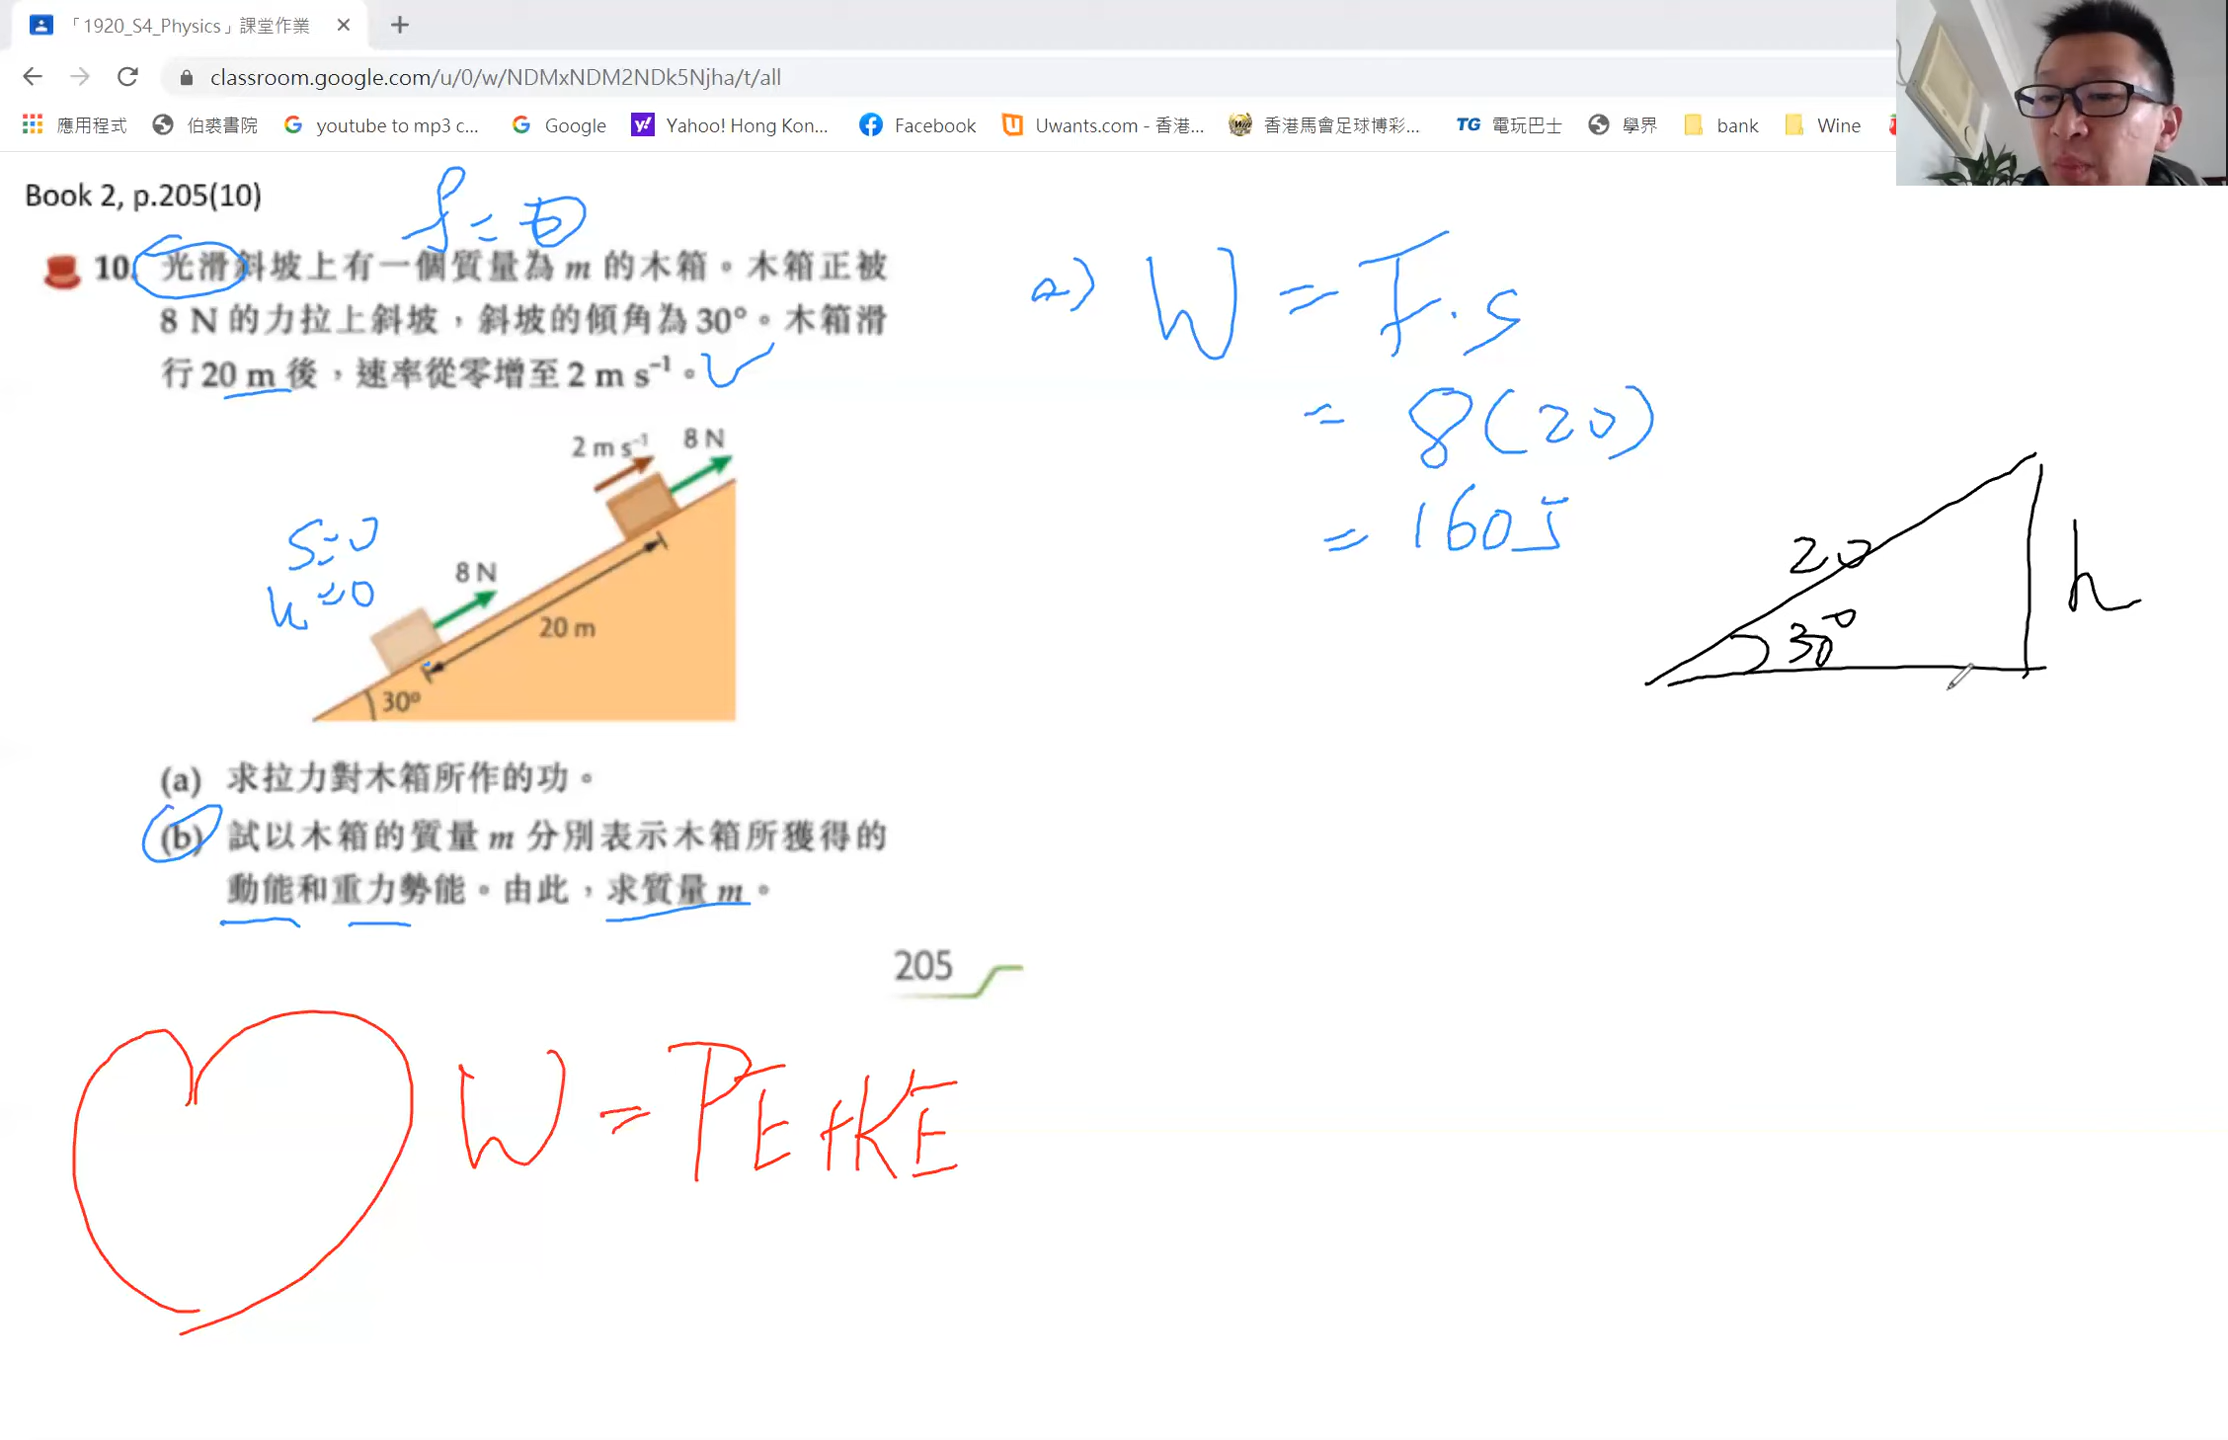 「1920_S4_Physics」課堂作業
classroom.google.com/u/0/w/NDMxNDM2NDk5Njha/t/all
應用程式 伯裘書院 youtube to mp3 c... Google Yahoo! Hong Kon... Facebook Uwants.com - 香港... 香港馬會足球博彩... TG 電玩巴士 學界 bank Wine
Book 2, p.205(10)
f = 0
10. 光滑斜坡上有一個質量為 m 的木箱。木箱正被
8 N 的力拉上斜坡，斜坡的傾角為 30°。木箱滑
行 20 m 後，速率從零增至 2 m s⁻¹。
2 m s⁻¹ 8 N
8 N
20 m
30°
S=0
u=0
(a) 求拉力對木箱所作的功。
(b) 試以木箱的質量 m 分別表示木箱所獲得的
動能和重力勢能。由此，求質量 m。
205
W = PE+KE
a) W = F·s
= 8(20)
= 160J
20
30°
h